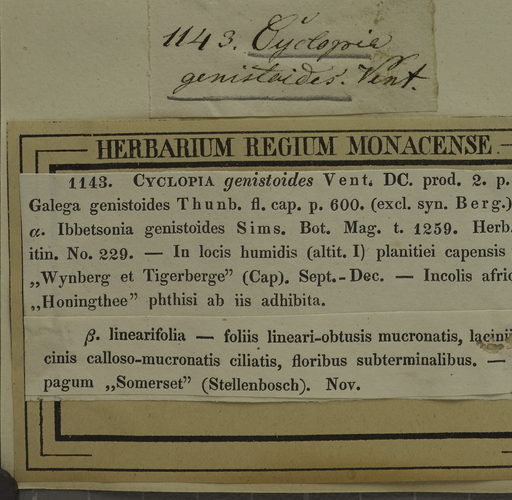 1143. Cyclopia
genistoides. Vent.
HERBARIUM REGIUM MONACENSE
1143. CYCLOPIA genistoides Vent. DC. prod. 2. p.
Galega genistoides Thunb. fl. cap. p. 600. (excl. syn. Berg.)
α. Ibbetsonia genistoides Sims. Bot. Mag. t. 1259. Herb.
itin. No. 229. — In locis humidis (altit. I) planitiei capensis
„Wynberg et Tigerberge” (Cap). Sept.-Dec. — Incolis afric
„Honingthee” phthisi ab iis adhibita.
β. linearifolia — foliis lineari-obtusis mucronatis, lacinii
cinis calloso-mucronatis ciliatis, floribus subterminalibus. —
pagum „Somerset” (Stellenbosch). Nov.